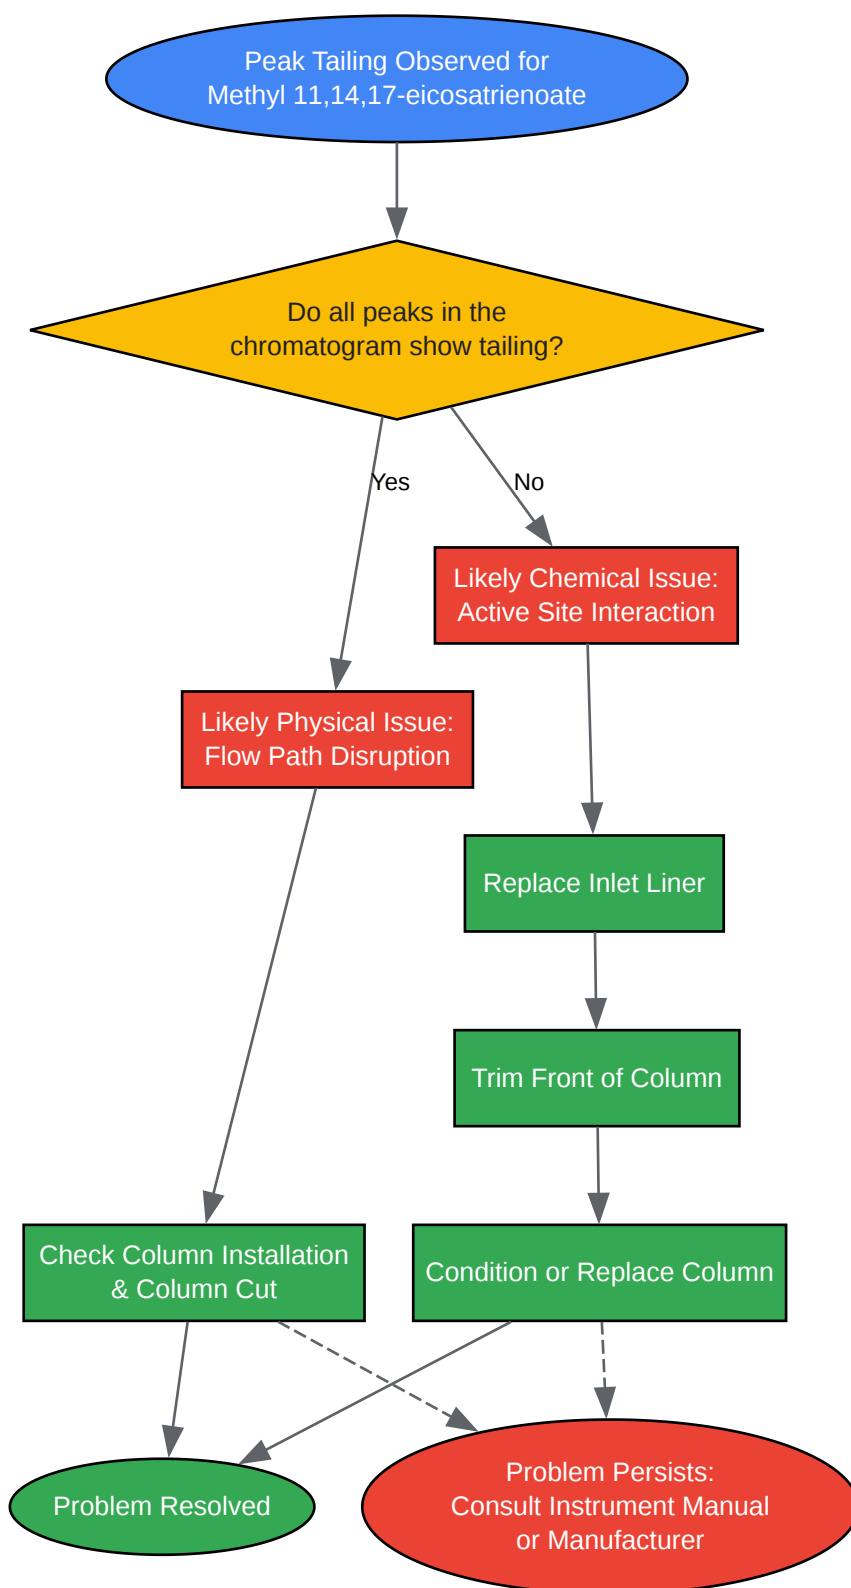 Peak Tailing Observed for
Methyl 11,14,17-eicosatrienoate
Do all peaks in the
chromatogram show tailing?
Yes
No
Likely Chemical Issue:
Active Site Interaction
Likely Physical Issue:
Flow Path Disruption
Replace Inlet Liner
Trim Front of Column
Check Column Installation
& Column Cut
Condition or Replace Column
Problem Resolved
Problem Persists:
Consult Instrument Manual
or Manufacturer